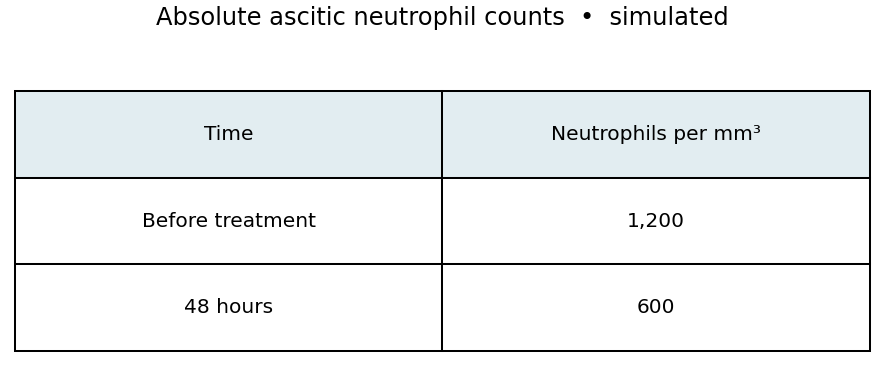 Absolute ascitic neutrophil counts • simulated
Time Neutrophils per mm³
Before treatment 1,200
48 hours 600